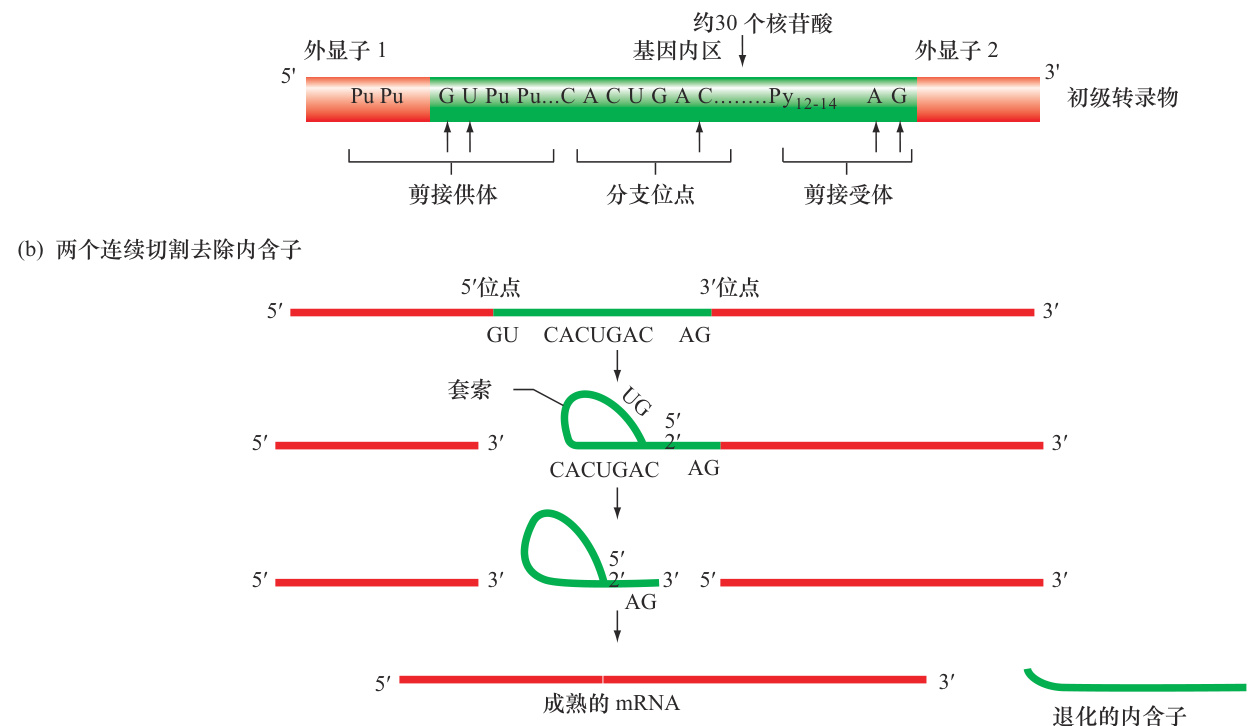 约30 个核苷酸
外显子 1 基因内区 外显子 2
5' 3'
Pu Pu G U Pu Pu...C A C U G A C........Py12-14 A G 初级转录物
剪接供体 分支位点 剪接受体
(b) 两个连续切割去除内含子
5′位点 3′位点
5′ 3′
GU CACUGAC AG
套索 UG
5′
5′ 3′ 2′ 3′
CACUGAC AG
5′
5′ 3′ 2′ 3′ 5′ 3′
AG
5′ 3′
成熟的 mRNA
退化的内含子